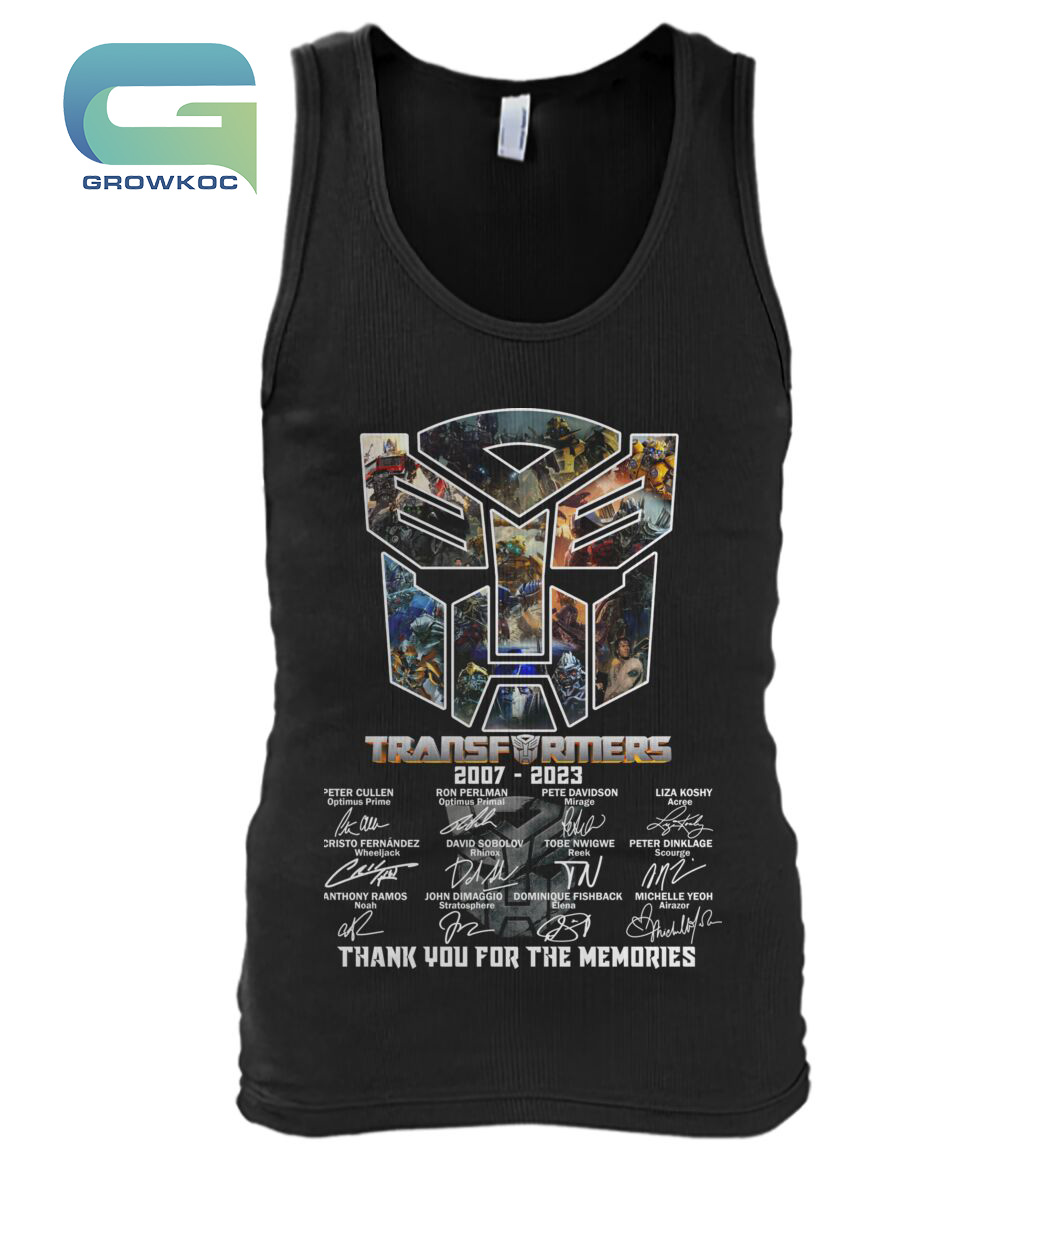 GROWKOC
TRANSFORMERS
2007 - 2023
PETER CULLEN RON PERLMAN PETE DAVIDSON LIZA KOSHY
Optimus Prime Optimus Primal Mirage Acree
CRISTO FERNÁNDEZ DAVID SOBOLOV TOBE NWIGWE PETER DINKLAGE
Wheeljack Rhinox Reek Scourge
TN
ANTHONY RAMOS JOHN DIMAGGIO DOMINIQUE FISHBACK MICHELLE YEOH
Noah Stratosphere Elena Airazor
THANK YOU FOR THE MEMORIES